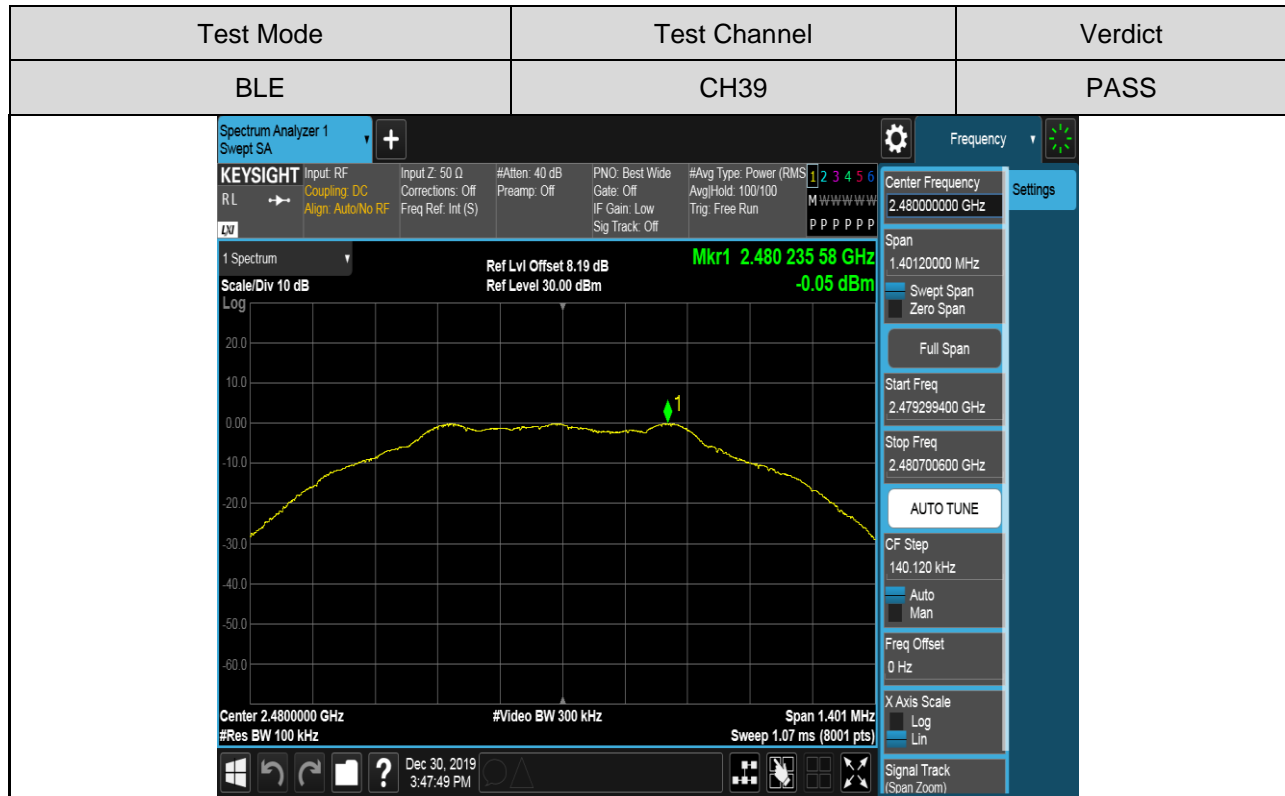 Test Mode Test Channel Verdict
BLE CH39 PASS
Spectrum Analyzer 1
Swept SA
+
Frequency
KEYSIGHT
RL
LXI
Input: RF
Coupling: DC
Align: Auto/No RF
Input Z: 50 Ω
Corrections: Off
Freq Ref: Int (S)
#Atten: 40 dB
Preamp: Off
PNO: Best Wide
Gate: Off
IF Gain: Low
Sig Track: Off
#Avg Type: Power (RMS
Avg|Hold: 100/100
Trig: Free Run
1 2 3 4 5 6
M W W W W W
P P P P P P
1 Spectrum
Scale/Div 10 dB
Log
Ref Lvl Offset 8.19 dB
Ref Level 30.00 dBm
Mkr1 2.480 235 58 GHz
-0.05 dBm
20.0
10.0
0.00
-10.0
-20.0
-30.0
-40.0
-50.0
-60.0
1
Center 2.4800000 GHz
#Res BW 100 kHz
#Video BW 300 kHz
Span 1.401 MHz
Sweep 1.07 ms (8001 pts)
Center Frequency
2.480000000 GHz
Settings
Span
1.40120000 MHz
Swept Span
Zero Span
Full Span
Start Freq
2.479299400 GHz
Stop Freq
2.480700600 GHz
AUTO TUNE
CF Step
140.120 kHz
Auto
Man
Freq Offset
0 Hz
X Axis Scale
Log
Lin
Signal Track
(Span Zoom)
?
Dec 30, 2019
3:47:49 PM